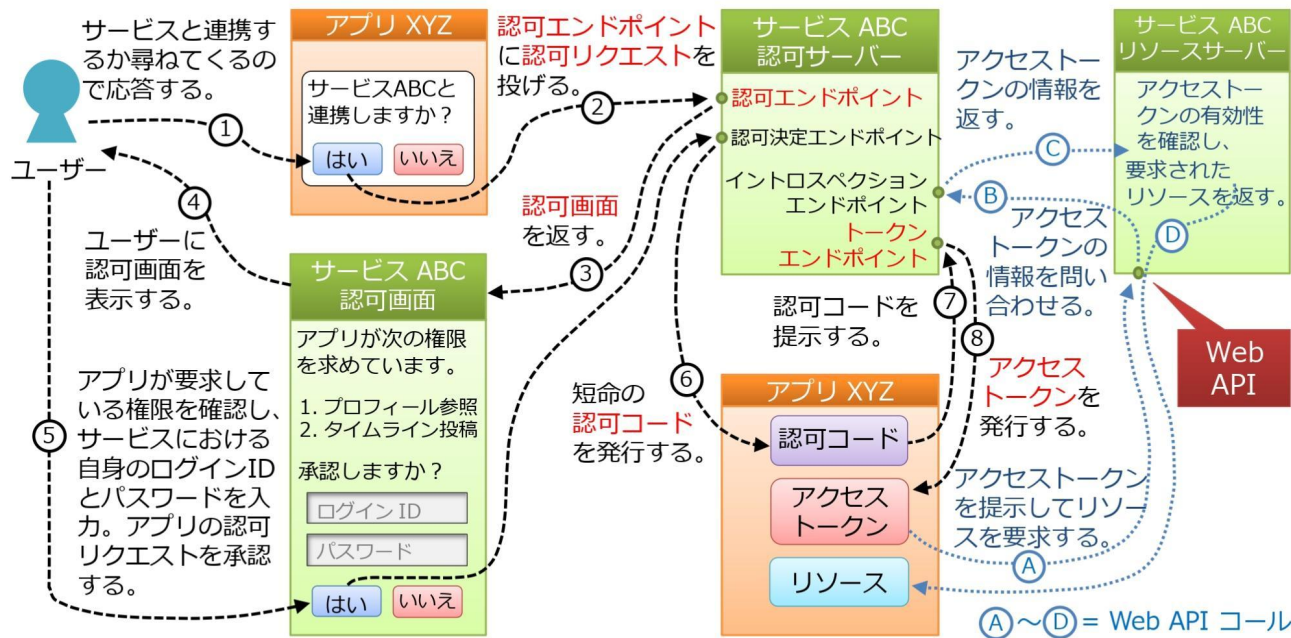 サービスと連携す
るか尋ねてくるの
で応答する。
ユーザー
アプリ XYZ
サービスABCと
連携しますか？
はい
いいえ
①
認可エンドポイント
に認可リクエストを
投げる。
②
サービス ABC
認可サーバー
認可エンドポイント
認可決定エンドポイント
イントロスペクション
エンドポイント
トークン
エンドポイント
認可画面
を返す。
③
④
ユーザーに
認可画面を
表示する。
サービス ABC
認可画面
アプリが次の権限
を求めています。
1. プロフィール参照
2. タイムライン投稿
承認しますか？
ログイン ID
パスワード
はい
いいえ
アプリが要求して
いる権限を確認し、
サービスにおける
自身のログインID
とパスワードを入
力。アプリの認可
リクエストを承認
する。
⑤
短命の
認可コード
を発行する。
⑥
認可コードを
提示する。
⑦
⑧
アクセス
トークンを
発行する。
アプリ XYZ
認可コード
アクセス
トークン
リソース
アクセストークン
を提示してリソー
スを要求する。
Ⓐ
アクセス
トークンの
情報を問い
合わせる。
Ⓑ
アクセストー
クンの情報を
返す。
Ⓒ
サービス ABC
リソースサーバー
アクセストー
クンの有効性
を確認し、
要求された
リソースを返す。
Ⓓ
Web
API
Ⓐ～Ⓓ = Web API コール